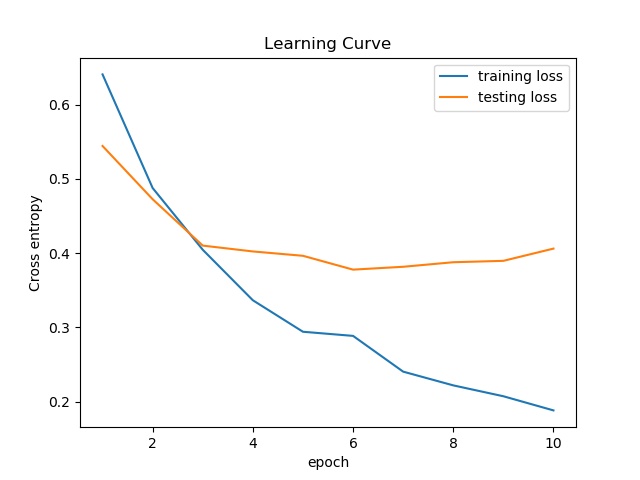 Learning Curve
training loss
testing loss
0.6
0.5
0.4
0.3
0.2
Cross entropy
2 4 6 8 10
epoch